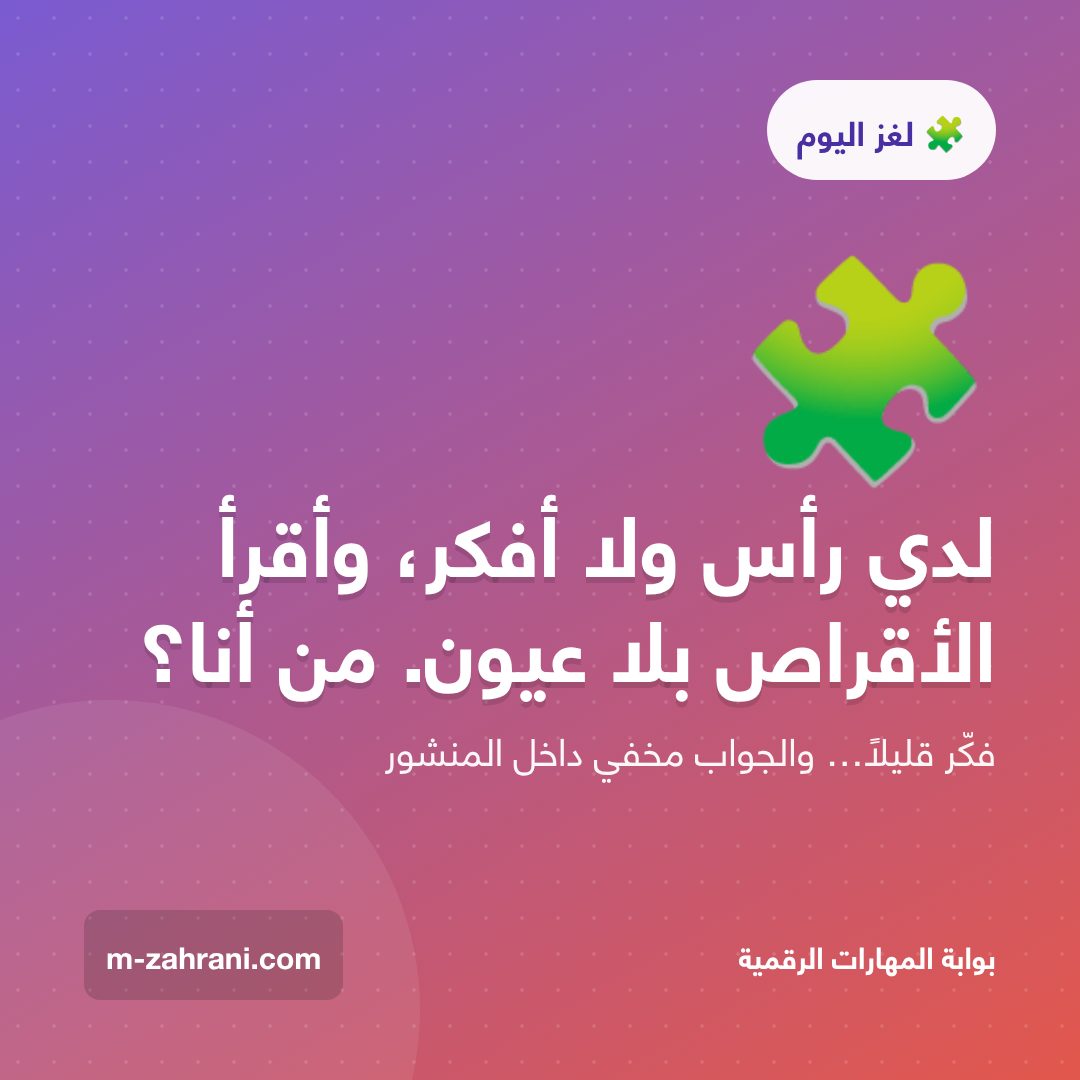 🧩 لغز اليوم
لدي رأس ولا أفكر، وأقرأ
الأقراص بلا عيون. من أنا؟
فكّر قليلاً... والجواب مخفي داخل المنشور
بوابة المهارات الرقمية
m-zahrani.com